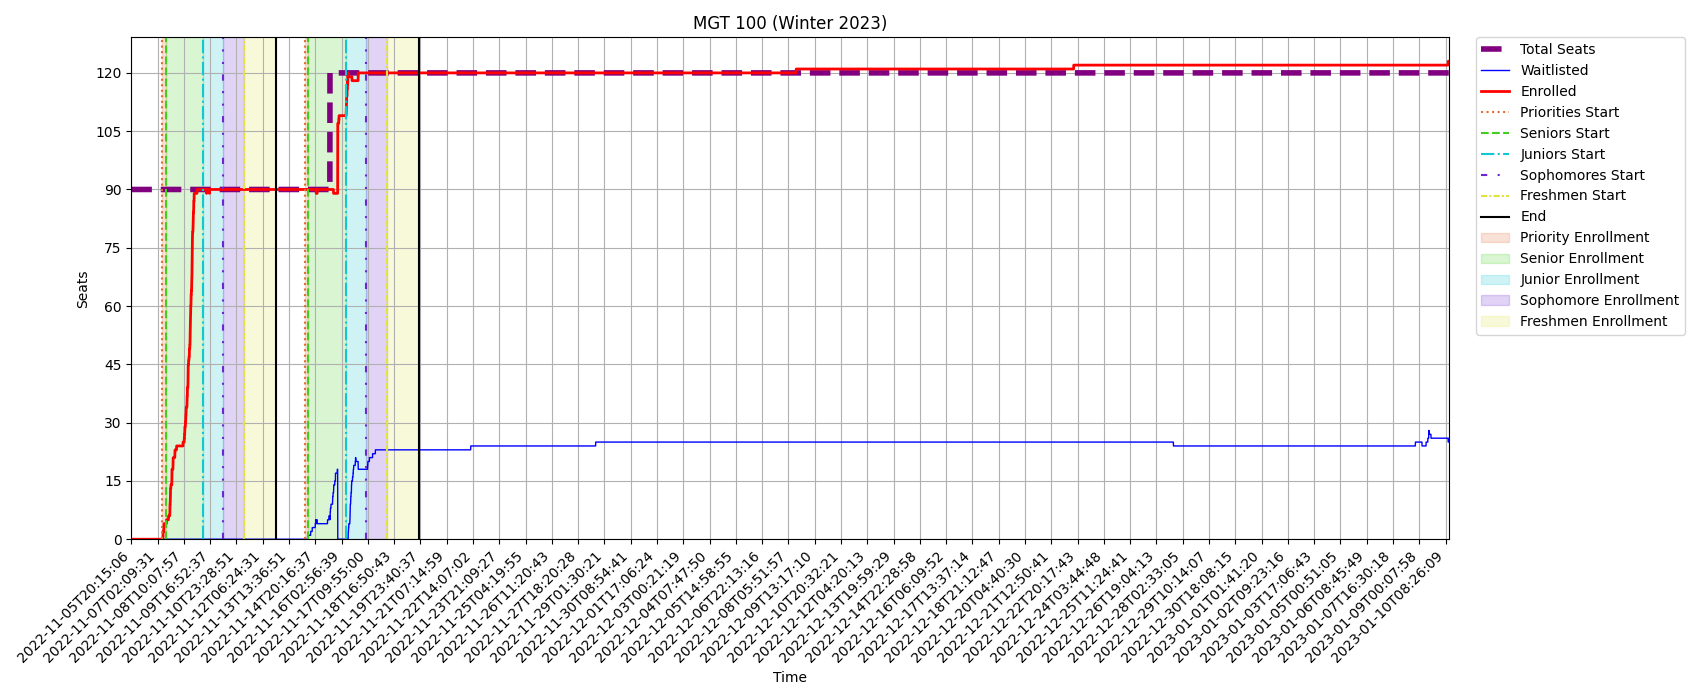 MGT 100 (Winter 2023)
Seats
120
105
90
75
60
45
30
15
0
2022-11-05T20:15:06
2022-11-07T02:09:31
2022-11-08T10:07:57
2022-11-09T16:52:37
2022-11-10T23:28:51
2022-11-12T06:24:31
2022-11-13T13:36:51
2022-11-14T20:16:37
2022-11-16T02:56:39
2022-11-17T09:55:00
2022-11-18T16:50:43
2022-11-19T23:40:37
2022-11-21T07:14:59
2022-11-22T14:07:02
2022-11-23T21:09:27
2022-11-25T04:19:55
2022-11-26T11:20:43
2022-11-27T18:20:28
2022-11-29T01:30:21
2022-11-30T08:54:41
2022-12-01T17:06:24
2022-12-03T00:21:19
2022-12-04T07:47:50
2022-12-05T14:58:55
2022-12-06T22:13:16
2022-12-08T05:51:57
2022-12-09T13:17:10
2022-12-10T20:32:21
2022-12-12T04:20:13
2022-12-13T13:59:29
2022-12-14T22:28:58
2022-12-16T06:09:52
2022-12-17T13:37:14
2022-12-18T21:12:47
2022-12-20T04:40:30
2022-12-21T12:50:41
2022-12-22T20:17:43
2022-12-24T03:44:48
2022-12-25T11:24:41
2022-12-26T19:04:13
2022-12-28T02:33:05
2022-12-29T10:14:07
2022-12-30T18:08:15
2023-01-01T01:41:20
2023-01-02T09:23:16
2023-01-03T17:06:43
2023-01-05T00:51:05
2023-01-06T08:45:49
2023-01-07T16:30:18
2023-01-09T00:07:58
2023-01-10T08:26:09
Time
Total Seats
Waitlisted
Enrolled
Priorities Start
Seniors Start
Juniors Start
Sophomores Start
Freshmen Start
End
Priority Enrollment
Senior Enrollment
Junior Enrollment
Sophomore Enrollment
Freshmen Enrollment